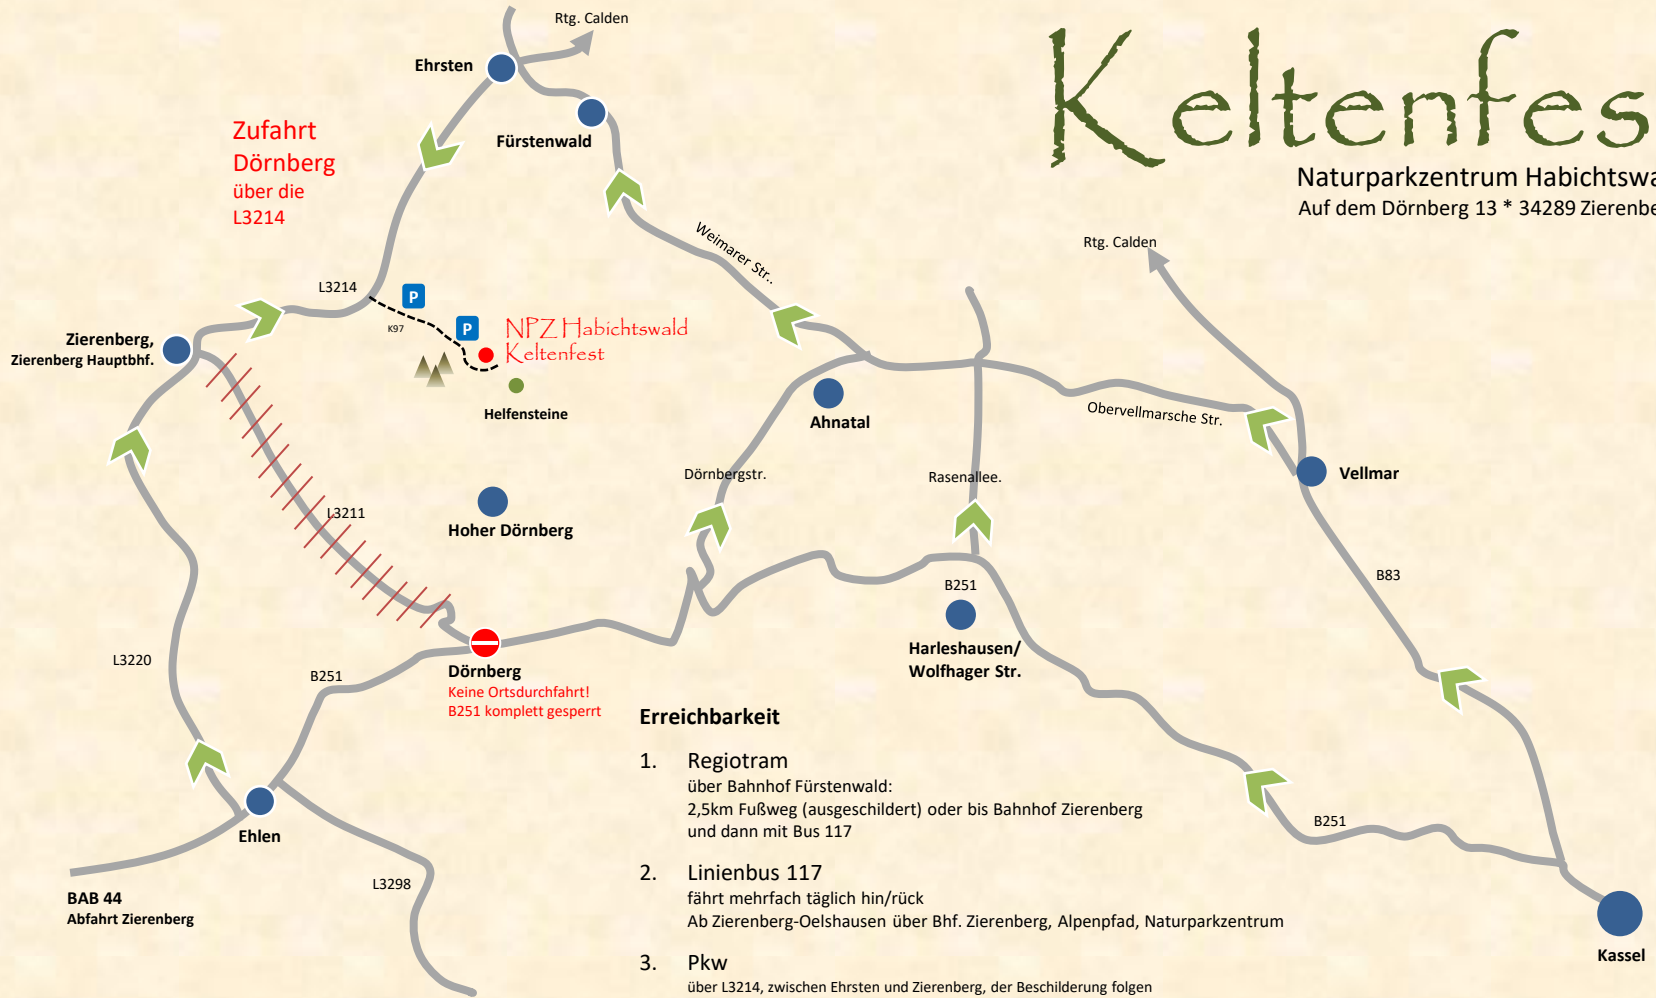 Rtg. Calden
Ehrsten
Fürstenwald
Keltenfes
Naturparkzentrum Habichtswa
Auf dem Dörnberg 13 * 34289 Zierenbe
Zufahrt
Dörnberg
über die
L3214
Weimarer Str..
Rtg. Calden
L3214
P
K97
P
NPZ Habichtswald
Keltenfest
Zierenberg,
Zierenberg Hauptbhf.
Helfensteine
Ahnatal
Obervellmarsche Str.
Dörnbergstr.
Rasenallee.
Vellmar
L3211
Hoher Dörnberg
B83
B251
Harleshausen/
Wolfhager Str.
L3220
B251
Dörnberg
Keine Ortsdurchfahrt!
B251 komplett gesperrt
Ehlen
BAB 44
Abfahrt Zierenberg
L3298
B251
Kassel
Erreichbarkeit
1. Regiotram
über Bahnhof Fürstenwald:
2,5km Fußweg (ausgeschildert) oder bis Bahnhof Zierenberg
und dann mit Bus 117
2. Linienbus 117
fährt mehrfach täglich hin/rück
Ab Zierenberg-Oelshausen über Bhf. Zierenberg, Alpenpfad, Naturparkzentrum
3. Pkw
über L3214, zwischen Ehrsten und Zierenberg, der Beschilderung folgen